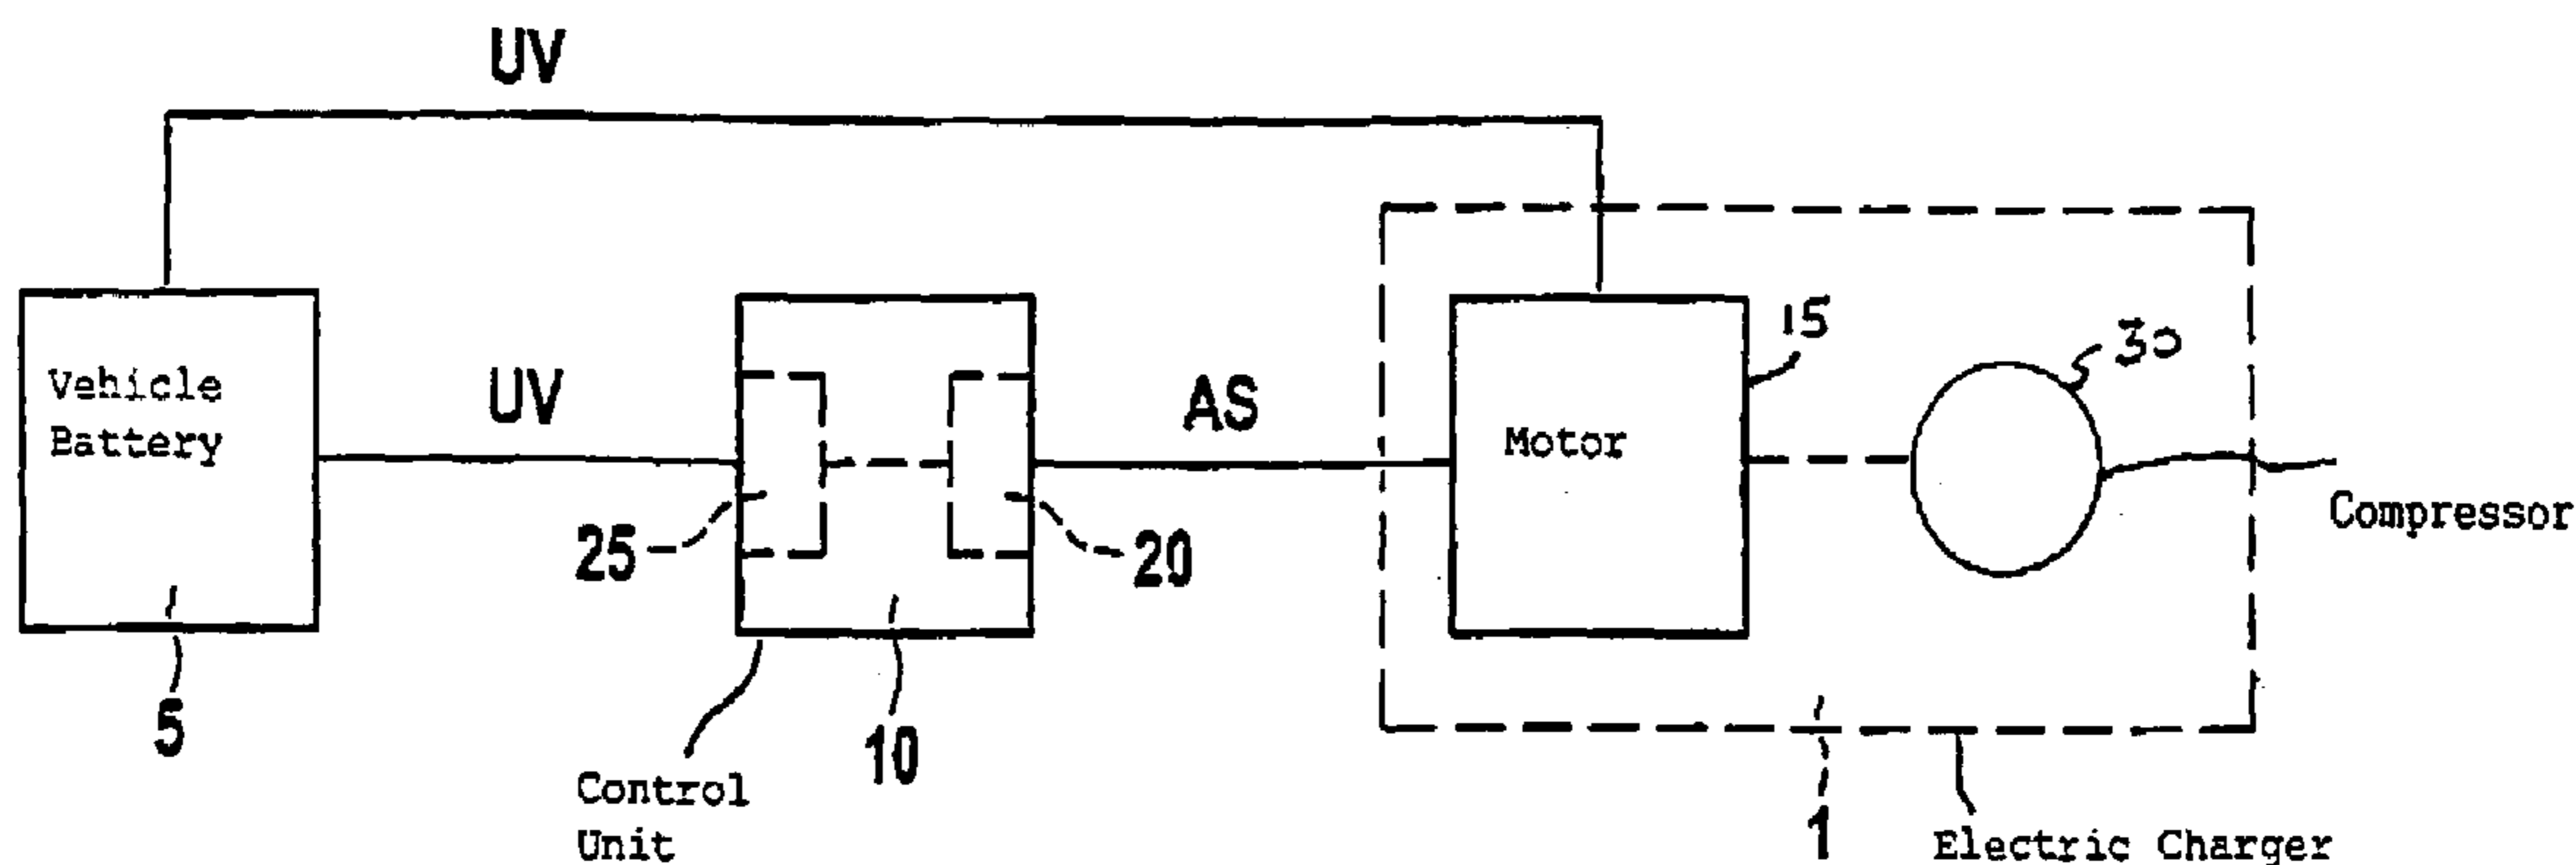 UV
15
30
Vehicle
Battery
UV
AS
Motor
25
20
Compressor
5
10
Control
Unit
1
Electric Charger